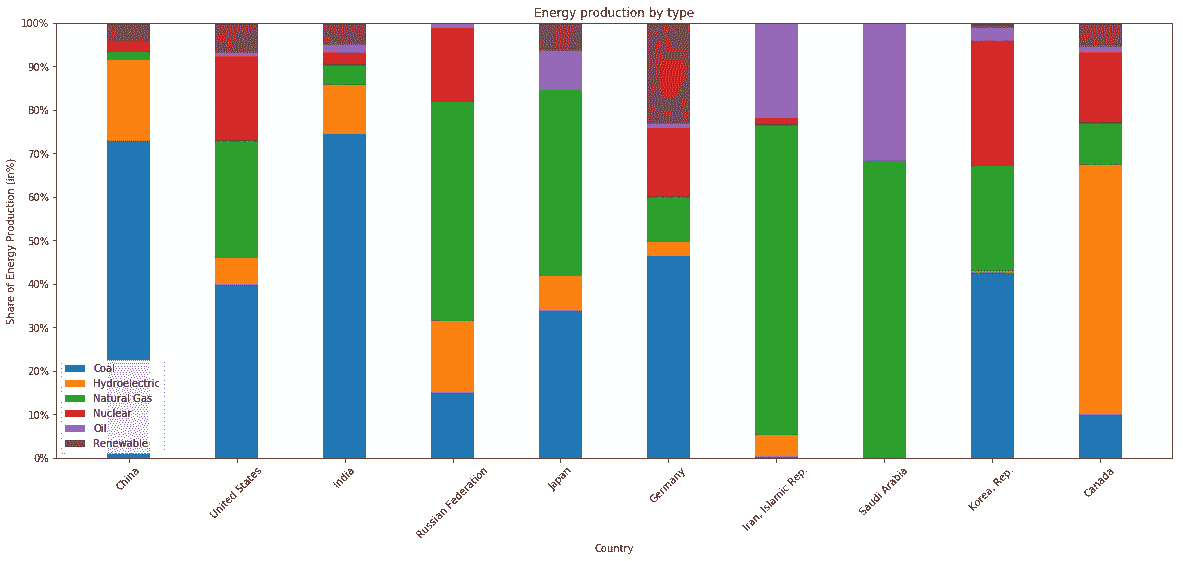 Energy production by type
Share of Energy Production (in%)
100%
90%
80%
70%
60%
50%
40%
30%
20%
10%
0%
Coal
Hydroelectric
Natural Gas
Nuclear
Oil
Renewable
China
United States
India
Russian Federation
Japan
Germany
Iran, Islamic Rep.
Saudi Arabia
Korea, Rep.
Canada
Country